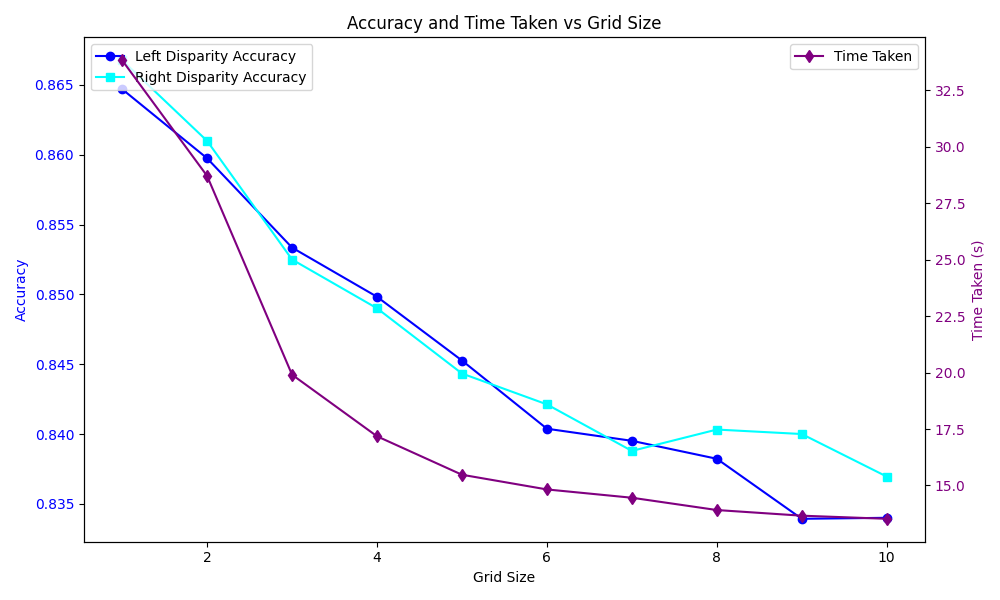 Accuracy and Time Taken vs Grid Size
Left Disparity Accuracy
Right Disparity Accuracy
Time Taken
0.865
0.860
0.855
0.850
0.845
0.840
0.835
Accuracy
32.5
30.0
27.5
25.0
22.5
20.0
17.5
15.0
Time Taken (s)
2
4
6
8
10
Grid Size